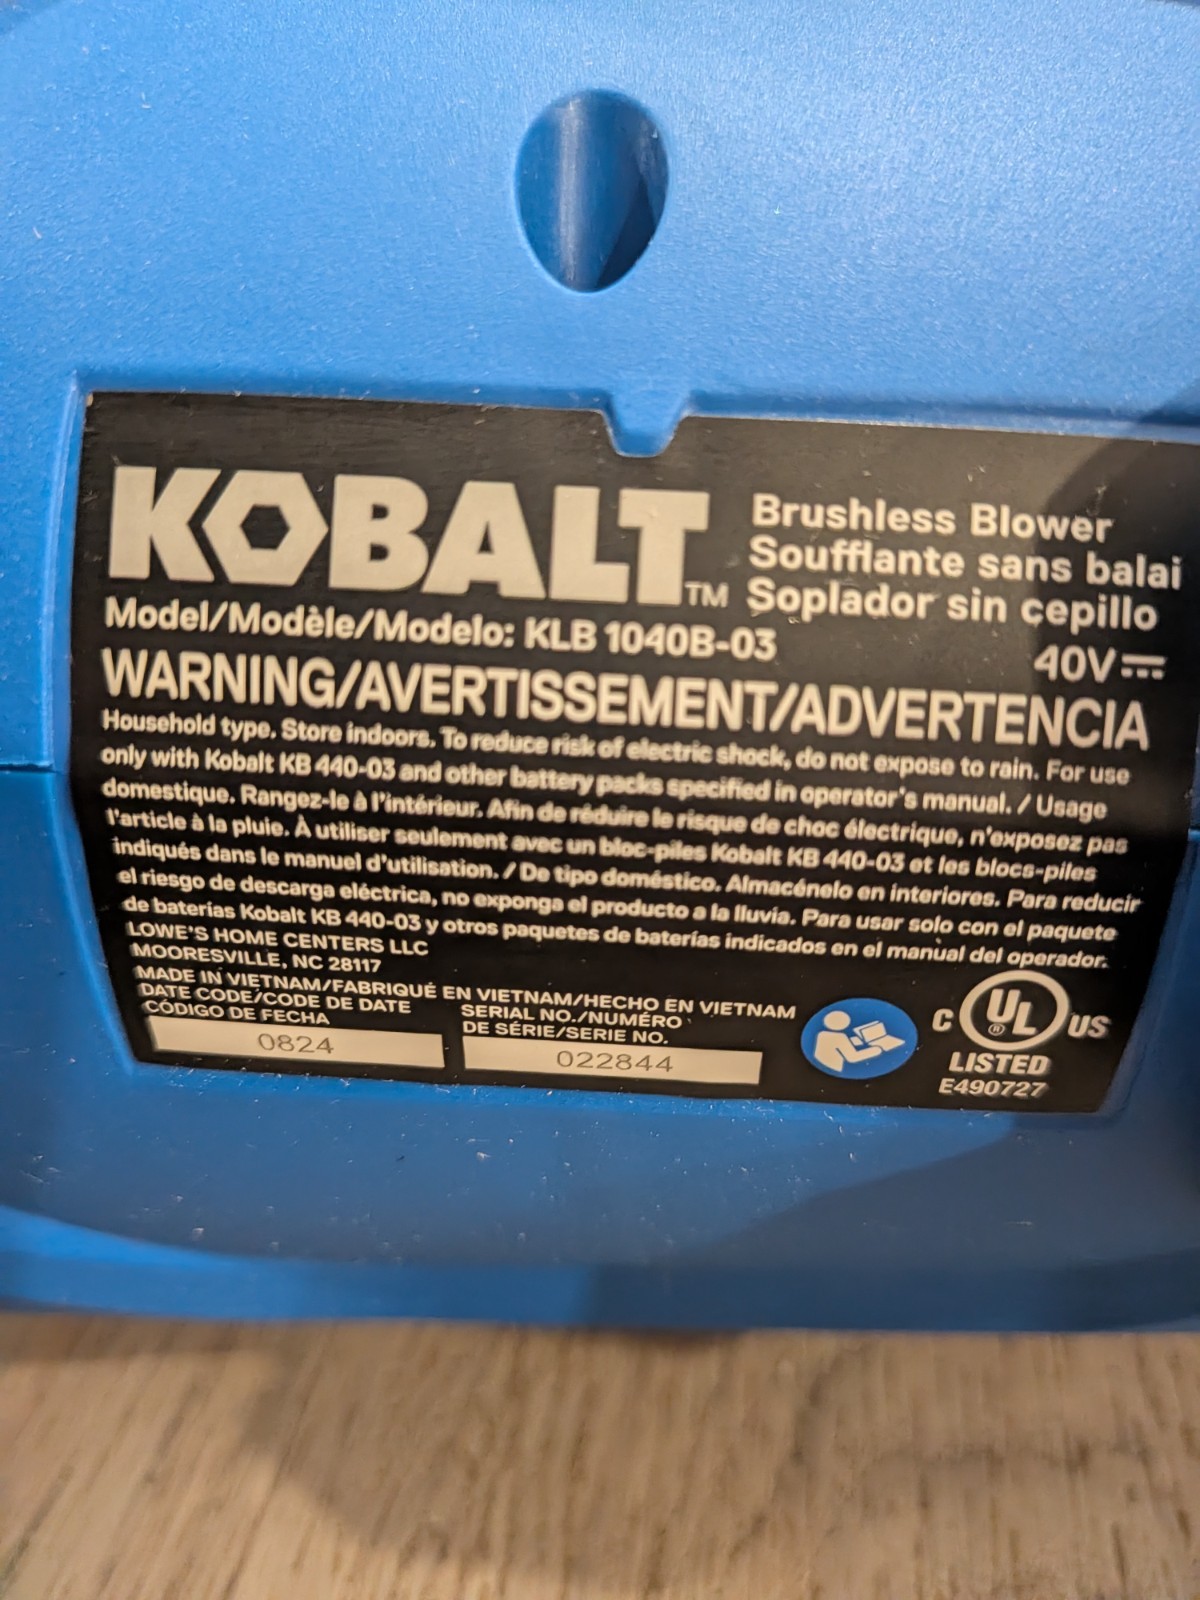 KOBALT™
Brushless Blower
Soufflante sans balai
Soplador sin cepillo
Model/Modèle/Modelo: KLB 1040B-03
40V
WARNING/AVERTISSEMENT/ADVERTENCIA
Household type. Store indoors. To reduce risk of electric shock, do not expose to rain. For use
only with Kobalt KB 440-03 and other battery packs specified in operator's manual. / Usage
domestique. Rangez-le à l'intérieur. Afin de réduire le risque de choc électrique, n'exposez pas
l'article à la pluie. À utiliser seulement avec un bloc-piles Kobalt KB 440-03 et les blocs-piles
indiqués dans le manuel d'utilisation. / De tipo doméstico. Almacénelo en interiores. Para reducir
el riesgo de descarga eléctrica, no exponga el producto a la lluvia. Para usar solo con el paquete
de baterías Kobalt KB 440-03 y otros paquetes de baterías indicados en el manual del operador.
LOWE'S HOME CENTERS LLC
MOORESVILLE, NC 28117
MADE IN VIETNAM/FABRIQUÉ EN VIETNAM/HECHO EN VIETNAM
DATE CODE/CODE DE DATE
CÓDIGO DE FECHA
0824
SERIAL NO./NUMÉRO
DE SÉRIE/SERIE NO.
022844
C UL® US
LISTED
E490727